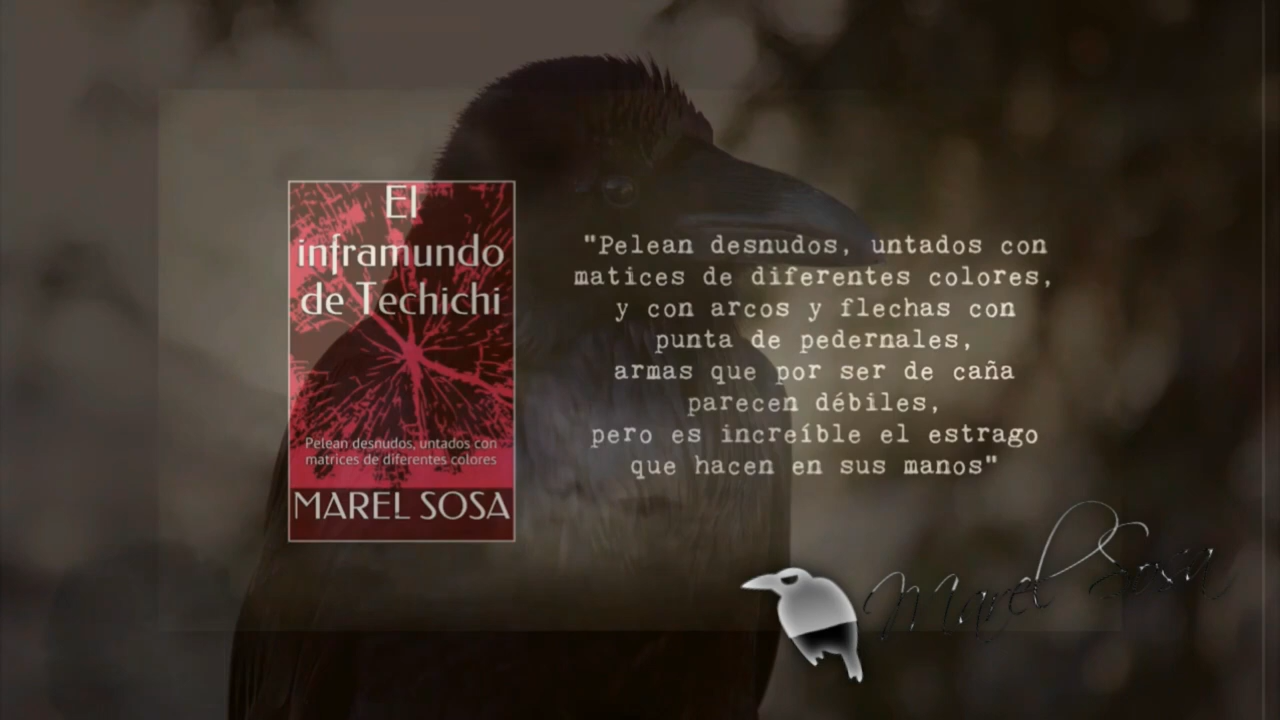 El
inframundo
de Techichi
Pelean desnudos, untados con
matrices de diferentes colores
MAREL SOSA
"Pelean desnudos, untados con
matices de diferentes colores,
y con arcos y flechas con
punta de pedernales,
armas que por ser de caña
parecen débiles,
pero es increíble el estrago
que hacen en sus manos"
Marel Sosa